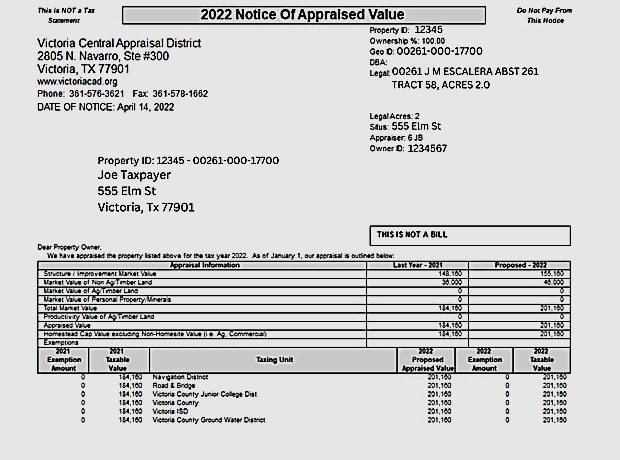 This is NOT a Tax Statement
2022 Notice Of Appraised Value
Do Not Pay From This Notice
Victoria Central Appraisal District
2805 N. Navarro, Ste #300
Victoria, TX 77901
www.victoriacad.org
Phone: 361-576-3621 Fax: 361-578-1662
DATE OF NOTICE: April 14, 2022
Property ID: 12345
Ownership %: 100.00
Geo ID: 00261-000-17700
DBA:
Legal: 00261 J M ESCALERA ABST 261
TRACT 58, ACRES 2.0
Legal Acres: 2
Situs: 555 Elm St
Appraiser: 6 JB
Owner ID: 1234567
Property ID: 12345 - 00261-000-17700
Joe Taxpayer
555 Elm St
Victoria, Tx 77901
THIS IS NOT A BILL
Dear Property Owner,
We have appraised the property listed above for the tax year 2022. As of January 1, our appraisal is outlined below:
Appraisal Information Last Year - 2021 Proposed - 2022
Structure / Improvement Market Value 148,160 155,160
Market Value of Non Ag/Timber Land 36,000 46,000
Market Value of Ag/Timber Land 0 0
Market Value of Personal Property/Minerals 0 0
Total Market Value 184,160 201,160
Productivity Value of Ag/Timber Land 0 0
Appraised Value 184,160 201,160
Homestead Cap Value excluding Non-Homesite Value (i.e. Ag, Commercial) 184,160 201,160
Exemptions
2021 Exemption Amount 2021 Taxable Value Taxing Unit 2022 Proposed Appraised Value 2022 Exemption Amount 2022 Taxable Value
0 184,160 Navigation District 201,160 0 201,160
0 184,160 Road & Bridge 201,160 0 201,160
0 184,160 Victoria County Junior College Dist 201,160 0 201,160
0 184,160 Victoria County 201,160 0 201,160
0 184,160 Victoria ISD 201,160 0 201,160
0 184,160 Victoria County Ground Water District 201,160 0 201,160